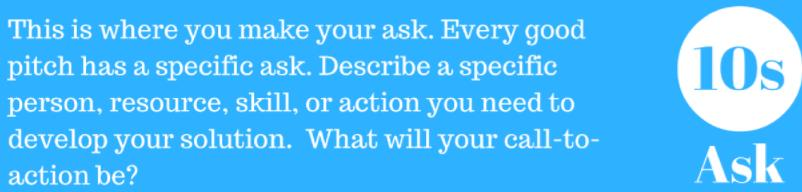 This is where you make your ask. Every good
pitch has a specific ask. Describe a specific
person, resource, skill, or action you need to
develop your solution.  What will your call-to-
action be?
10s
Ask